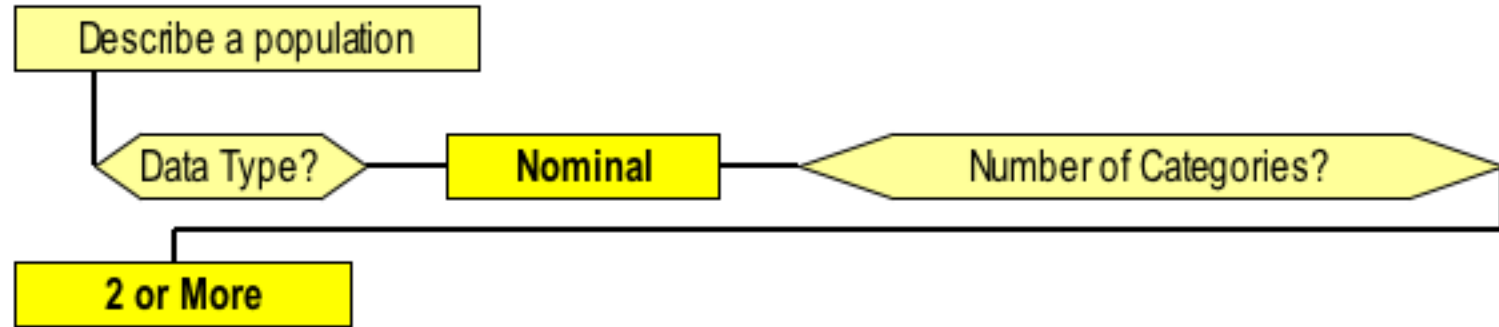 Describe a population
Data Type?
Nominal
Number of Categories?
2 or More